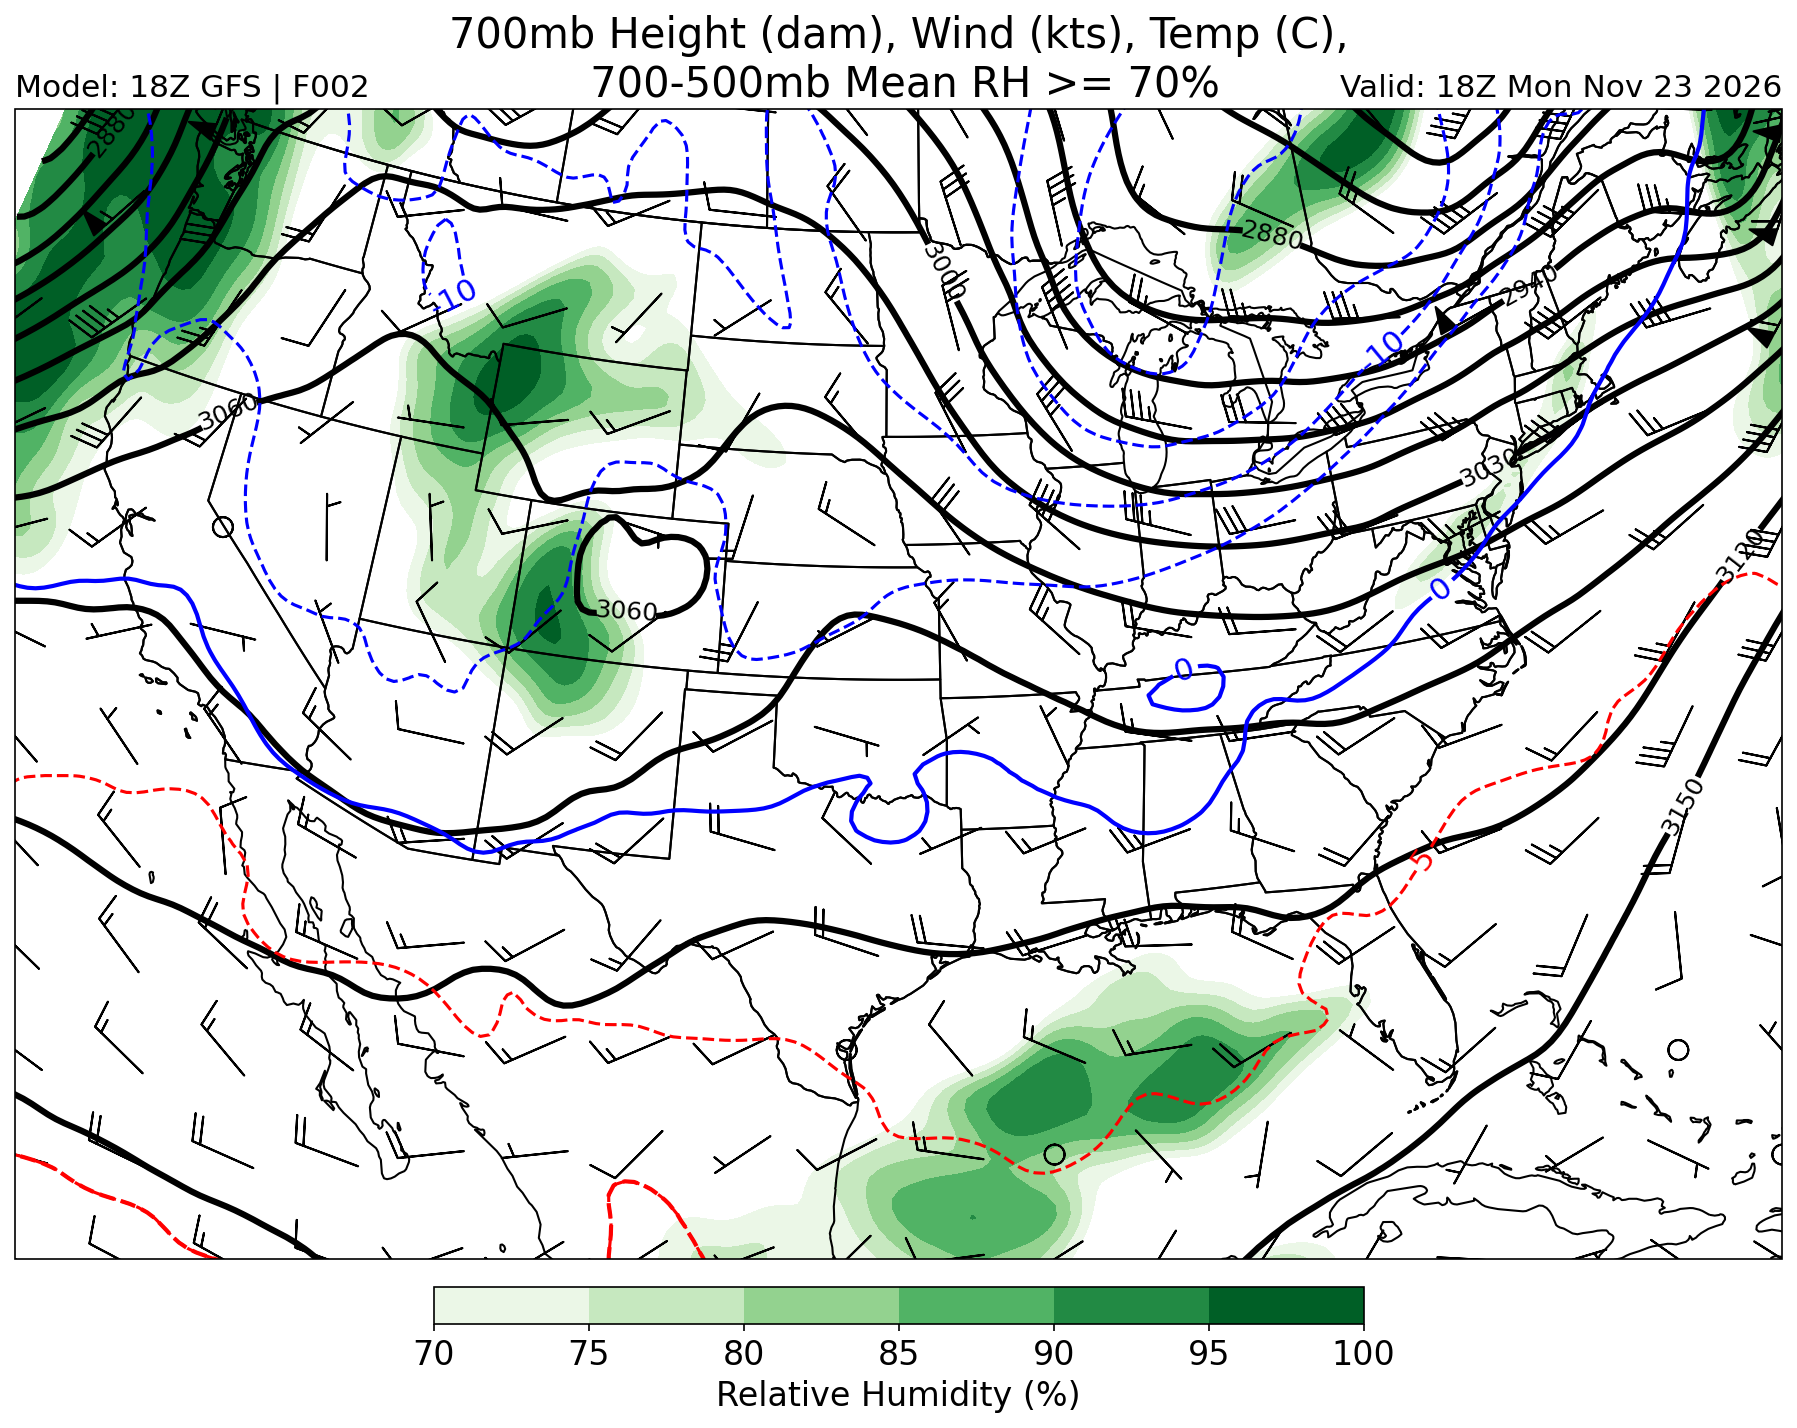 700mb Height (dam), Wind (kts), Temp (C),
700-500mb Mean RH >= 70%
Model: 18Z GFS | F002
Valid: 18Z Mon Nov 23 2026
2880
2880
3000
2940
-10
-10
3060
3030
3120
3060
0
0
3150
5
70 75 80 85 90 95 100
Relative Humidity (%)